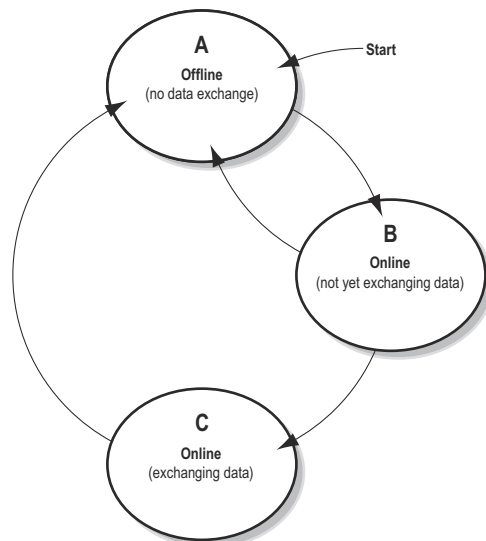 A
Offline
(no data exchange)
Start
B
Online
(not yet exchanging data)
C
Online
(exchanging data)